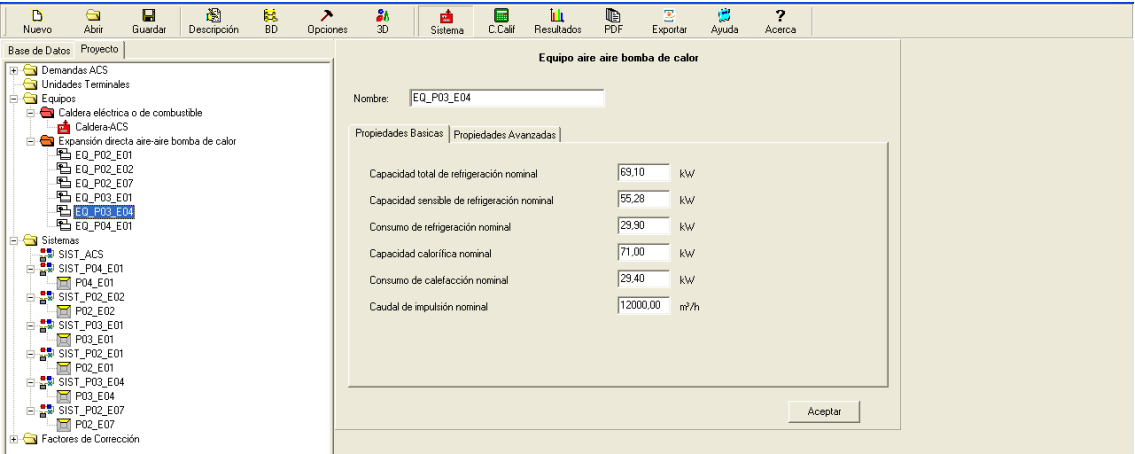 Nuevo Abrir Guardar Descripción BD Opciones 3D Sistema C.Calif Resultados PDF Exportar Ayuda Acerca
Base de Datos Proyecto
Demandas ACS
Unidades Terminales
Equipos
Caldera eléctrica o de combustible
Caldera-ACS
Expansión directa aire-aire bomba de calor
EQ_P02_E01
EQ_P02_E02
EQ_P02_E07
EQ_P03_E01
EQ_P03_E04
EQ_P04_E01
Sistemas
SIST_ACS
SIST_P04_E01
P04_E01
SIST_P02_E02
P02_E02
SIST_P03_E01
P03_E01
SIST_P02_E01
P02_E01
SIST_P03_E04
P03_E04
SIST_P02_E07
P02_E07
Factores de Corrección
Equipo aire aire bomba de calor
Nombre: EQ_P03_E04
Propiedades Basicas Propiedades Avanzadas
Capacidad total de refrigeración nominal 69,10 kW
Capacidad sensible de refrigeración nominal 55,28 kW
Consumo de refrigeración nominal 29,90 kW
Capacidad calorífica nominal 71,00 kW
Consumo de calefacción nominal 29,40 kW
Caudal de impulsión nominal 12000,00 m³/h
Aceptar